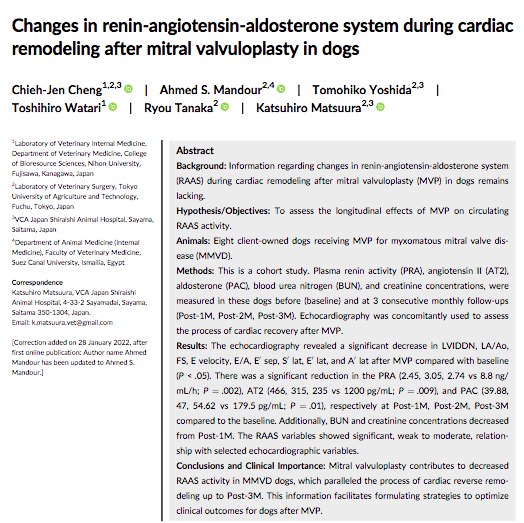 Changes in renin-angiotensin-aldosterone system during cardiac
remodeling after mitral valvuloplasty in dogs
Chieh-Jen Cheng1,2,3 | Ahmed S. Mandour2,4 | Tomohiko Yoshida2,3 |
Toshihiro Watari1 | Ryou Tanaka2 | Katsuhiro Matsuura2,3
1Laboratory of Veterinary Internal Medicine,
Department of Veterinary Medicine, College
of Bioresource Sciences, Nihon University,
Fujisawa, Kanagawa, Japan
2Laboratory of Veterinary Surgery, Tokyo
University of Agriculture and Technology,
Fuchu, Tokyo, Japan
3VCA Japan Shiraishi Animal Hospital, Sayama,
Saitama, Japan
4Department of Animal Medicine (Internal
Medicine), Faculty of Veterinary Medicine,
Suez Canal University, Ismailia, Egypt
Correspondence
Katsuhiro Matsuura, VCA Japan Shiraishi
Animal Hospital, 4-33-2 Sayamadai, Sayama,
Saitama 350-1304, Japan.
Email: k.matsuura.vet@gmail.com
[Correction added on 28 January 2022, after
first online publication: Author name Ahmed
Mandour has been updated to Ahmed S.
Mandour.]
Abstract
Background: Information regarding changes in renin-angiotensin-aldosterone system
(RAAS) during cardiac remodeling after mitral valvuloplasty (MVP) in dogs remains
lacking.
Hypothesis/Objectives: To assess the longitudinal effects of MVP on circulating
RAAS activity.
Animals: Eight client-owned dogs receiving MVP for myxomatous mitral valve dis-
ease (MMVD).
Methods: This is a cohort study. Plasma renin activity (PRA), angiotensin II (AT2),
aldosterone (PAC), blood urea nitrogen (BUN), and creatinine concentrations, were
measured in these dogs before (baseline) and at 3 consecutive monthly follow-ups
(Post-1M, Post-2M, Post-3M). Echocardiography was concomitantly used to assess
the process of cardiac recovery after MVP.
Results: The echocardiography revealed a significant decrease in LVIDDN, LA/Ao,
FS, E velocity, E/A, E′ sep, S′ lat, E′ lat, and A′ lat after MVP compared with baseline
(P < .05). There was a significant reduction in the PRA (2.45, 3.05, 2.74 vs 8.8 ng/
mL/h; P = .002), AT2 (466, 315, 235 vs 1200 pg/mL; P = .009), and PAC (39.88,
47, 54.62 vs 179.5 pg/mL; P = .01), respectively at Post-1M, Post-2M, Post-3M
compared to the baseline. Additionally, BUN and creatinine concentrations decreased
from Post-1M. The RAAS variables showed significant, weak to moderate, relation-
ship with selected echocardiographic variables.
Conclusions and Clinical Importance: Mitral valvuloplasty contributes to decreased
RAAS activity in MMVD dogs, which paralleled the process of cardiac reverse remo-
deling up to Post-3M. This information facilitates formulating strategies to optimize
clinical outcomes for dogs after MVP.